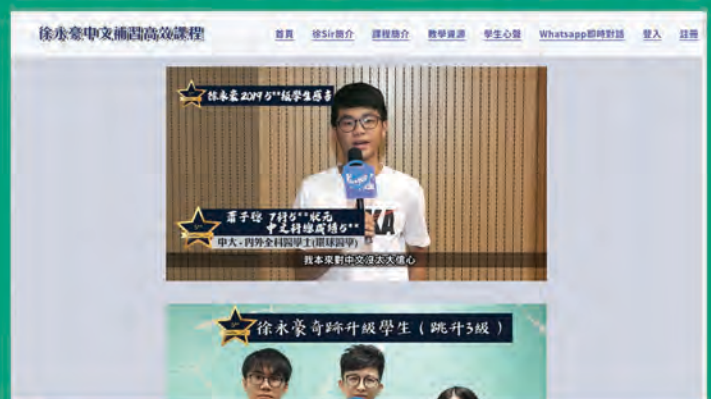 徐永豪中文補習高效課程
首頁 徐Sir簡介 課程簡介 教學資源 學生心聲 Whatsapp即時對話 登入 註冊
徐永豪2019 5**級學生感言
7科5**狀元
中文科總成績5**
中大·內外全科醫學士(環球醫學)
我本來對中文沒太大信心
徐永豪奇跡升級學生(跳升3級)